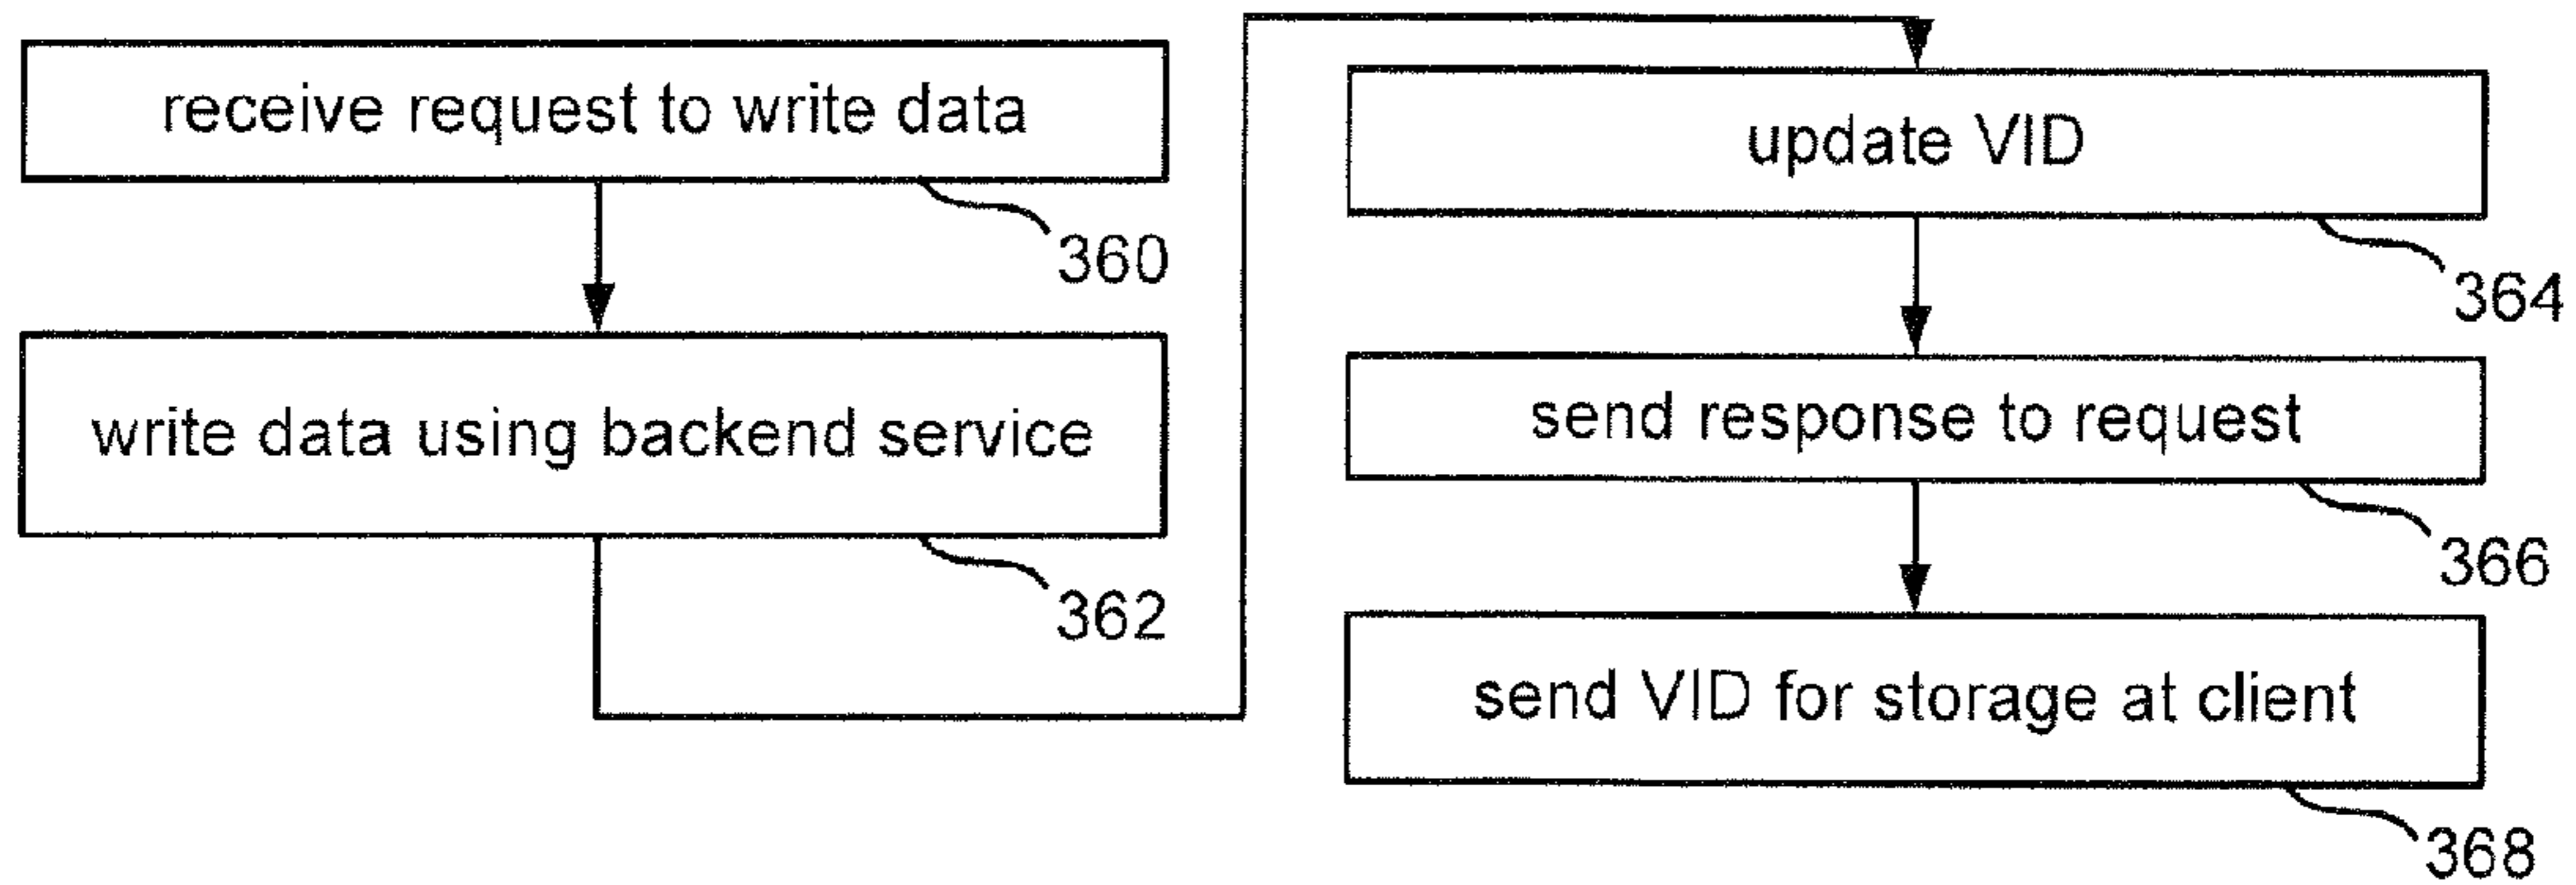 receive request to write data
360
write data using backend service
362
update VID
364
send response to request
366
send VID for storage at client
368